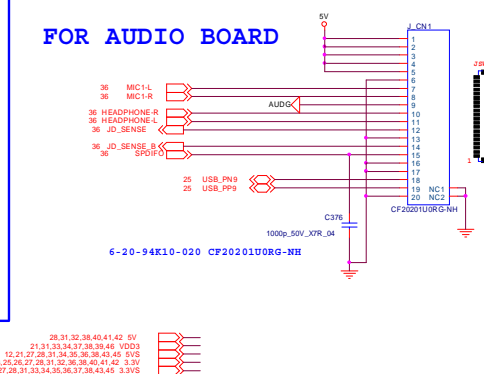 FOR AUDIO BOARD
5V
J_CN1
1
2
3
4
5
6
36 MIC1-L 7
36 MIC1-R 8
AUDG 9
36 HEADPHONE-R 10
36 HEADPHONE-L 11
36 JD_SENSE 12
13
36 JD_SENSE_B 14
36 SPDIFO 15
16
17
25 USB_PN9 18
25 USB_PP9 19 NC1
20 NC2
CF20201U0RG-NH
C376
1000p_50V_X7R_04
6-20-94K10-020 CF20201U0RG-NH
1
28,31,32,38,40,41,42 5V
21,31,33,34,37,38,39,46 VDD3
12,21,27,28,31,34,35,36,38,43,45 5VS
,25,26,27,28,31,32,36,38,40,41,42 3.3V
27,28,31,33,34,35,36,37,38,43,45 3.3VS